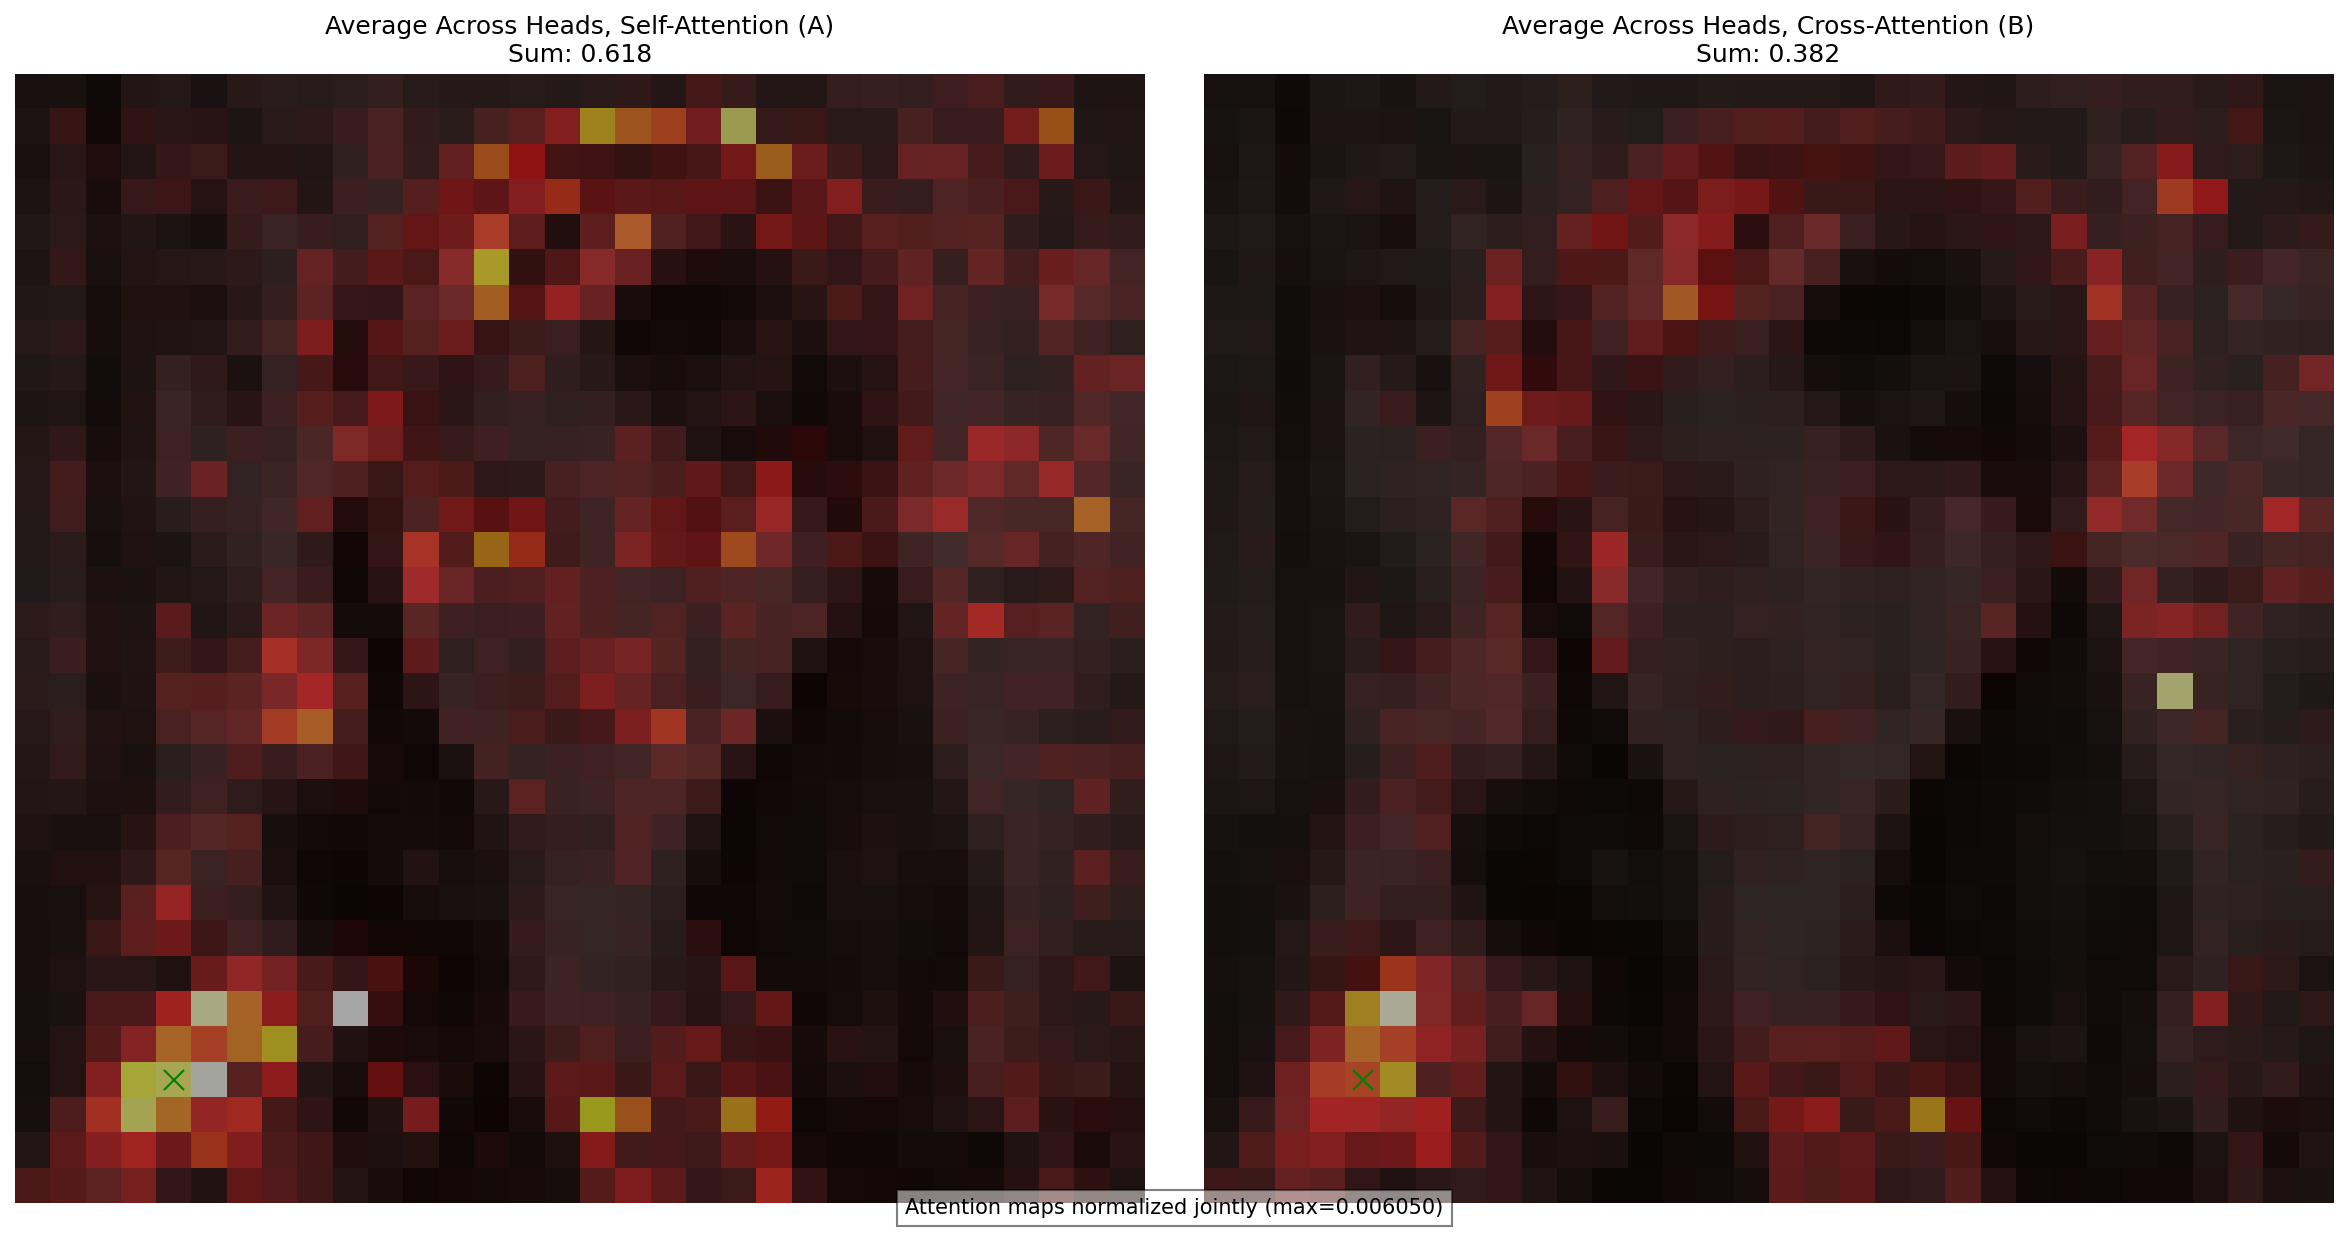 Average Across Heads, Self-Attention (A)
Sum: 0.618
Average Across Heads, Cross-Attention (B)
Sum: 0.382
Attention maps normalized jointly (max=0.006050)